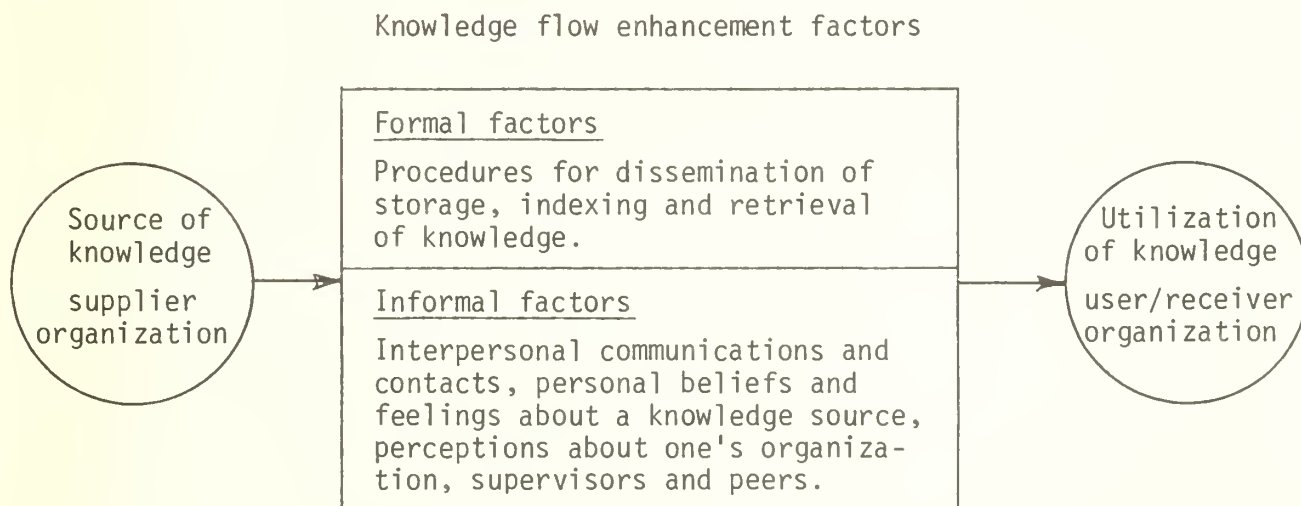 Knowledge flow enhancement factors
Source of
knowledge
supplier
organization
Formal factors
Procedures for dissemination of
storage, indexing and retrieval
of knowledge.
Informal factors
Interpersonal communications and
contacts, personal beliefs and
feelings about a knowledge source,
perceptions about one's organiza-
tion, supervisors and peers.
Utilization
of knowledge
user/receiver
organization